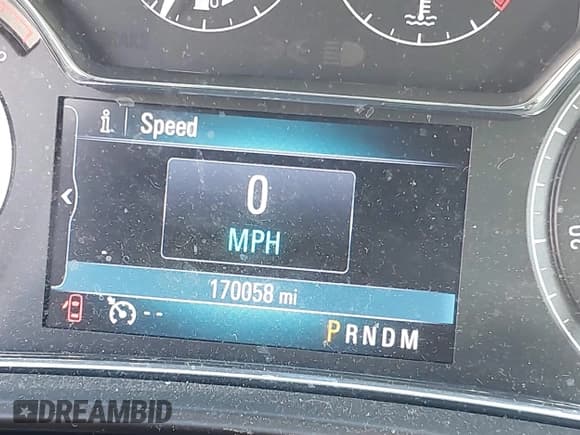 i Speed
0
MPH
170058 mi
--
PRNDM
DREAMBID